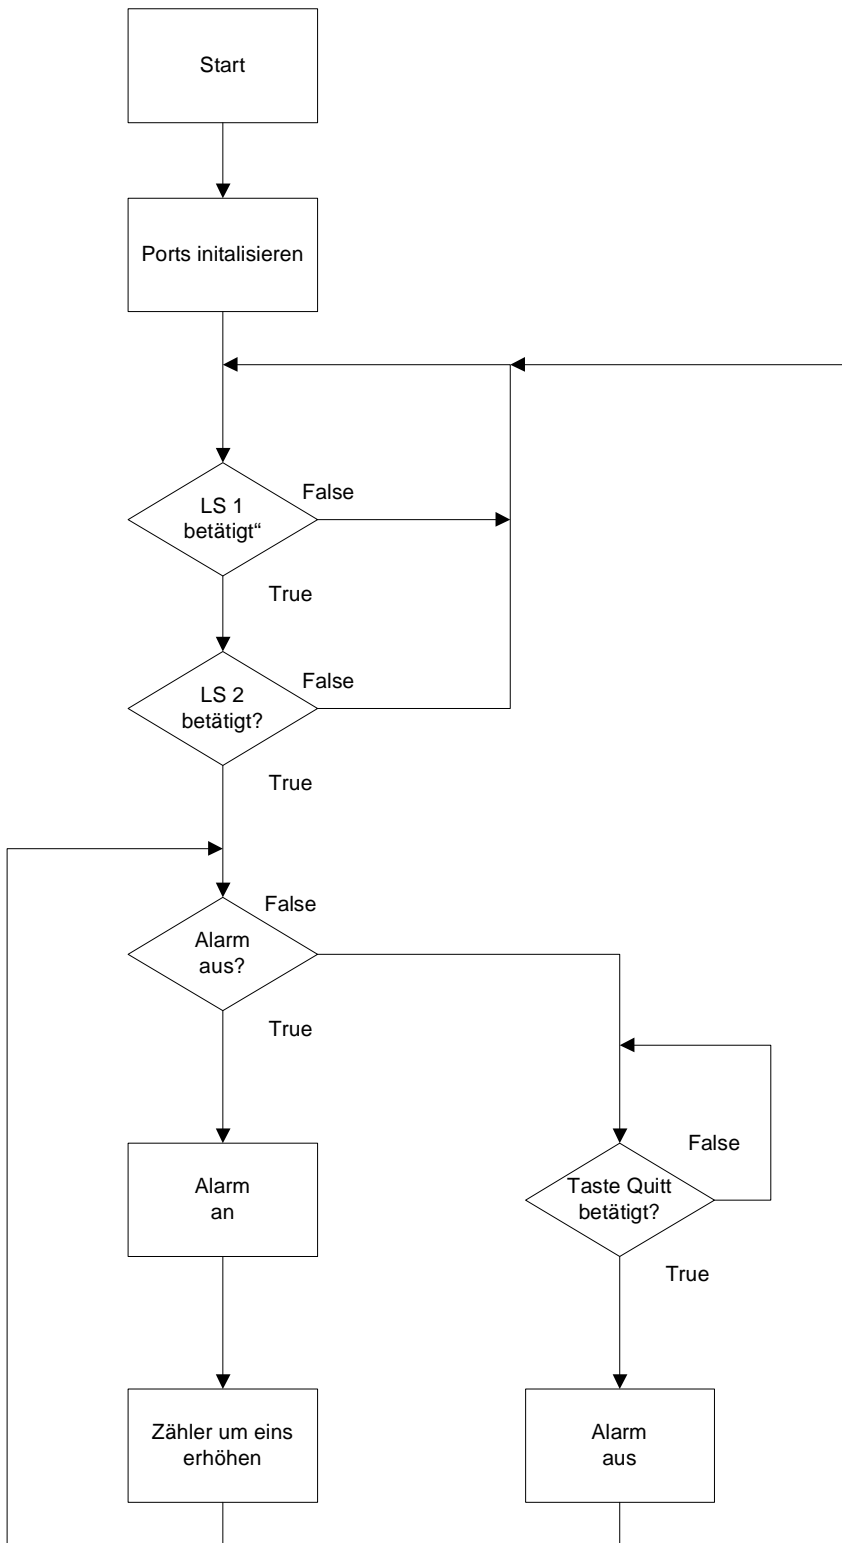 Start
Ports initalisieren
LS 1
betätigt“
False
True
LS 2
betätigt?
False
True
Alarm
aus?
False
True
Alarm
an
Taste Quitt
betätigt?
False
True
Zähler um eins
erhöhen
Alarm
aus